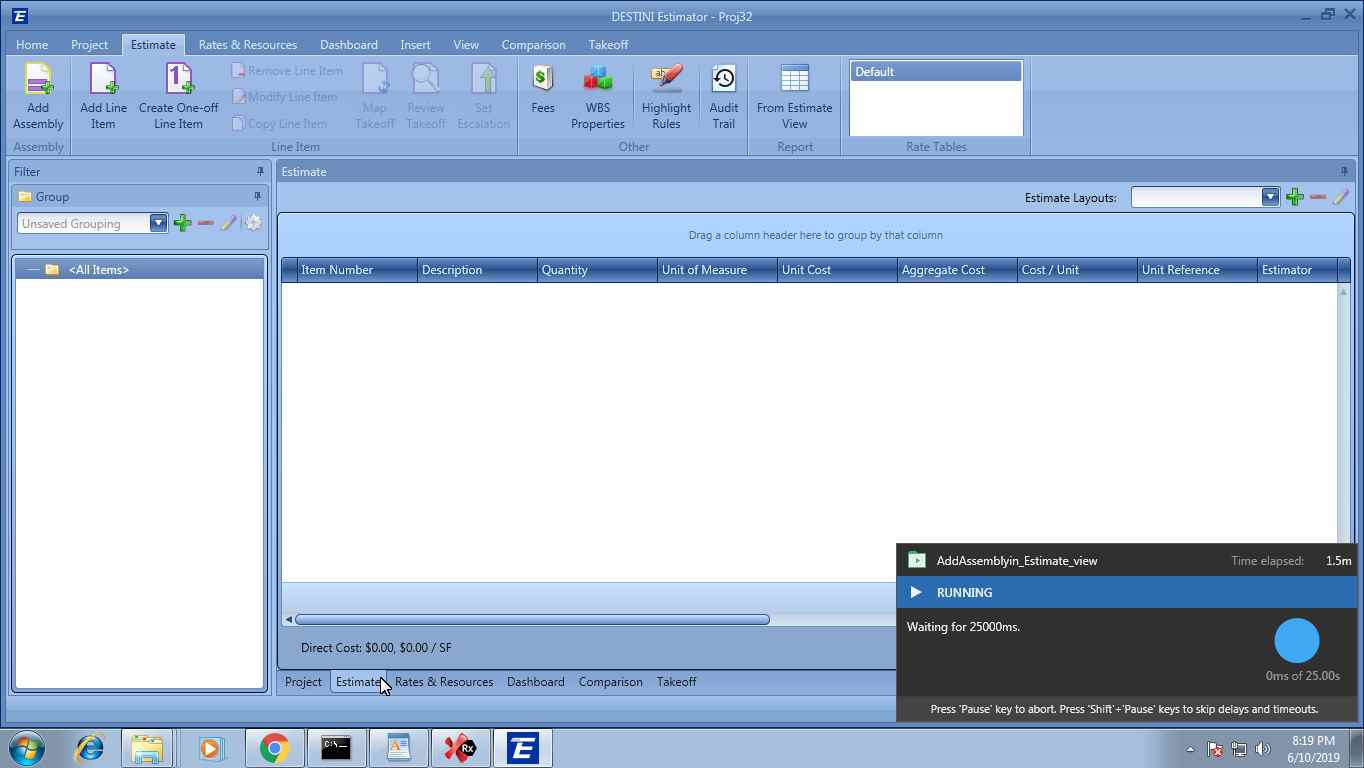 DESTINI Estimator - Proj32
Home Project Estimate Rates & Resources Dashboard Insert View Comparison Takeoff
Add Assembly
Add Line Item
Create One-off Line Item
Remove Line Item
Modify Line Item
Copy Line Item
Map Takeoff
Review Takeoff
Set Escalation
Fees
WBS Properties
Highlight Rules
Audit Trail
From Estimate View
Default
Assembly Line Item Other Report Rate Tables
Filter
Group
Unsaved Grouping
<All Items>
Estimate
Estimate Layouts:
Drag a column header here to group by that column
Item Number Description Quantity Unit of Measure Unit Cost Aggregate Cost Cost / Unit Unit Reference Estimator
Direct Cost: $0.00, $0.00 / SF
Project Estimate Rates & Resources Dashboard Comparison Takeoff
AddAssemblyin_Estimate_view Time elapsed: 1.5m
RUNNING
Waiting for 25000ms.
0ms of 25.00s
Press 'Pause' key to abort. Press 'Shift'+'Pause' keys to skip delays and timeouts.
C:\_
Rx
8:19 PM
6/10/2019